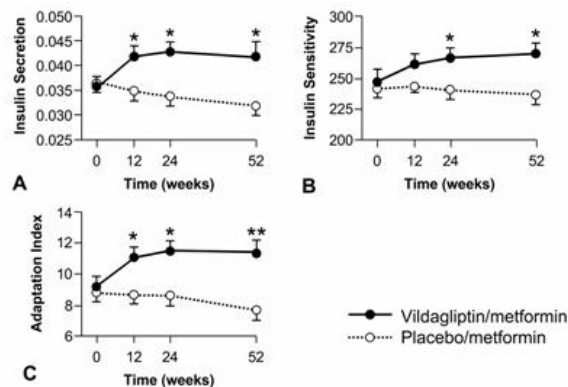 Insulin Secretion
0.050
0.045
0.040
0.035
0.030
0.025
* * *
0 12 24 52
Time (weeks)
A
Insulin Sensitivity
300
275
250
225
200
* *
0 12 24 52
Time (weeks)
B
Adaptation Index
14
12
10
8
6
* * **
0 12 24 52
Time (weeks)
C
Vildagliptin/metformin
Placebo/metformin